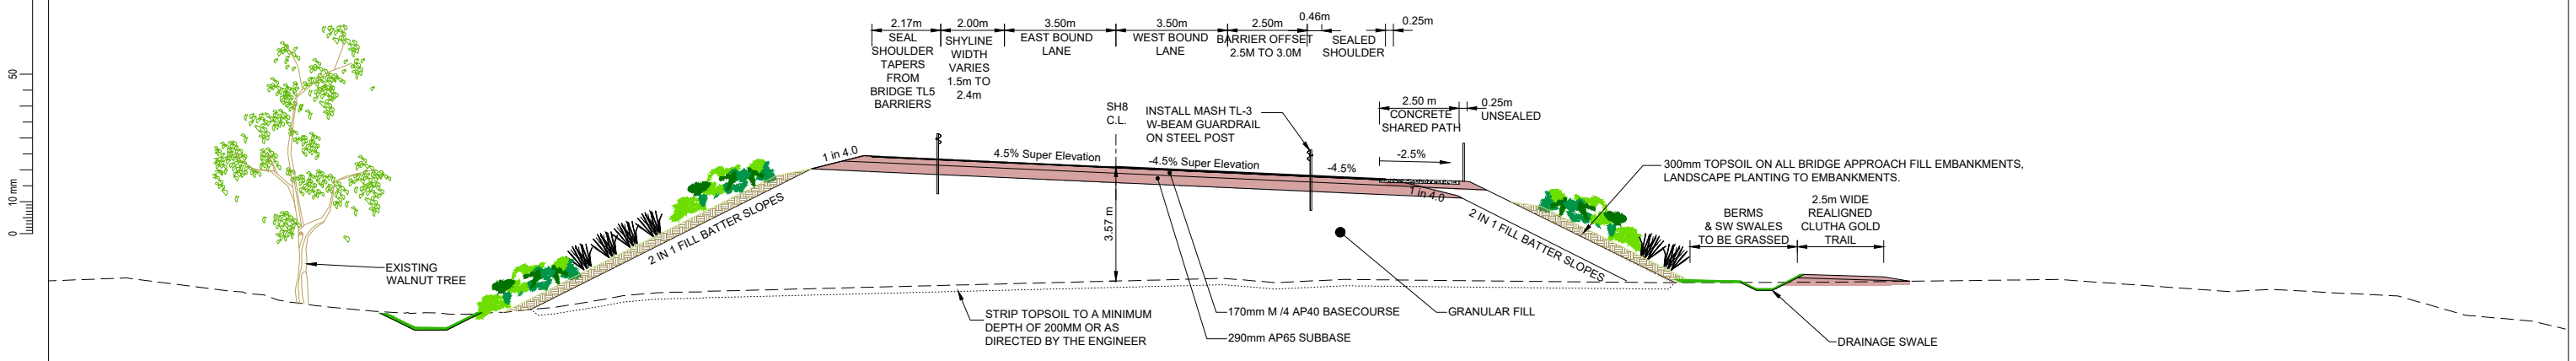 2.17m
SEAL
SHOULDER
TAPERS
FROM
BRIDGE TL5
BARRIERS
2.00m
SHYLINE
WIDTH
VARIES
1.5m TO
2.4m
3.50m
EAST BOUND
LANE
3.50m
WEST BOUND
LANE
2.50m
BARRIER OFFSET
2.5M TO 3.0M
0.46m
SEALED
SHOULDER
0.25m
50
10 mm
0
SH8
C.L.
INSTALL MASH TL-3
W-BEAM GUARDRAIL
ON STEEL POST
2.50 m
CONCRETE
SHARED PATH
0.25m
UNSEALED
1 in 4.0
4.5% Super Elevation
-4.5% Super Elevation
-4.5%
-2.5%
1 in 4.0
300mm TOPSOIL ON ALL BRIDGE APPROACH FILL EMBANKMENTS,
LANDSCAPE PLANTING TO EMBANKMENTS.
2 IN 1 FILL BATTER SLOPES
3.57 m
2 IN 1 FILL BATTER SLOPES
BERMS
& SW SWALES
TO BE GRASSED
2.5m WIDE
REALIGNED
CLUTHA GOLD
TRAIL
EXISTING
WALNUT TREE
STRIP TOPSOIL TO A MINIMUM
DEPTH OF 200MM OR AS
DIRECTED BY THE ENGINEER
170mm M /4 AP40 BASECOURSE
290mm AP65 SUBBASE
GRANULAR FILL
DRAINAGE SWALE